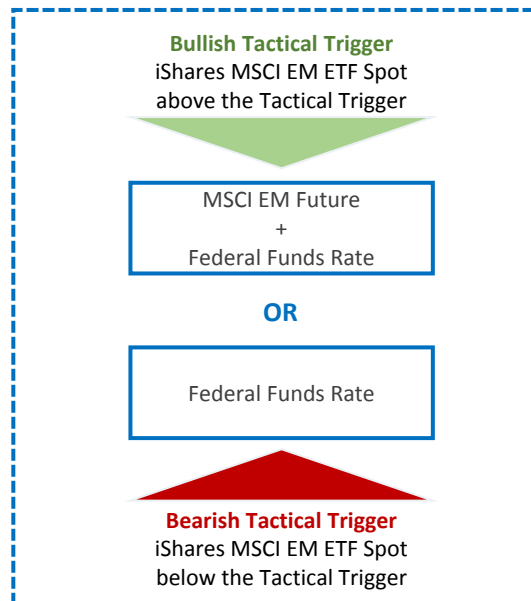 Bullish Tactical Trigger
iShares MSCI EM ETF Spot
above the Tactical Trigger
MSCI EM Future
+
Federal Funds Rate
OR
Federal Funds Rate
Bearish Tactical Trigger
iShares MSCI EM ETF Spot
below the Tactical Trigger